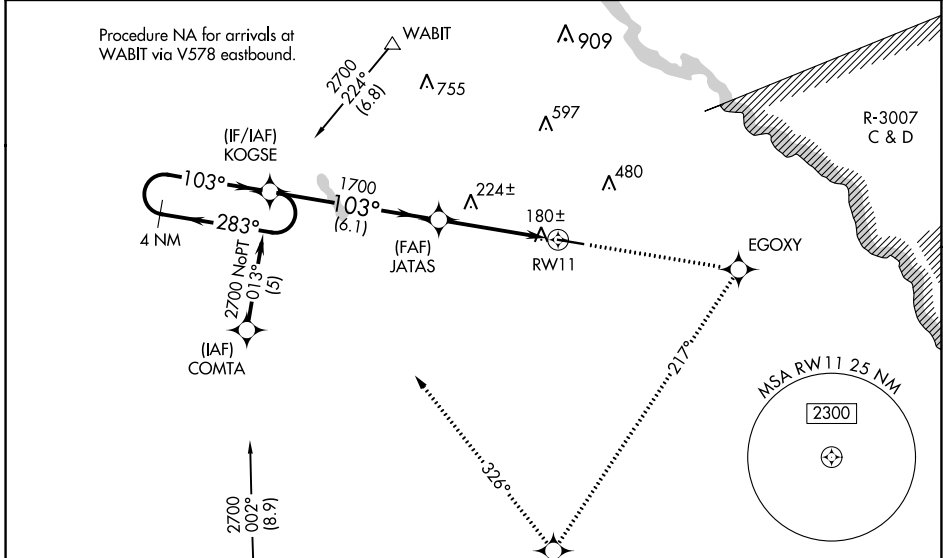 Procedure NA for arrivals at
WABIT via V578 eastbound.
WABIT
2700
224°
(6.8)
909
755
597
480
R-3007
C & D
(IF/IAF)
KOGSE
103°
283°
4 NM
1700
103°
(6.1)
224±
180±
(FAF)
JATAS
RW11
EGOXY
2700 NoPT
013°
(5)
(IAF)
COMTA
217°
326°
MSA RW11 25 NM
2300
2700
002°
(8.9)